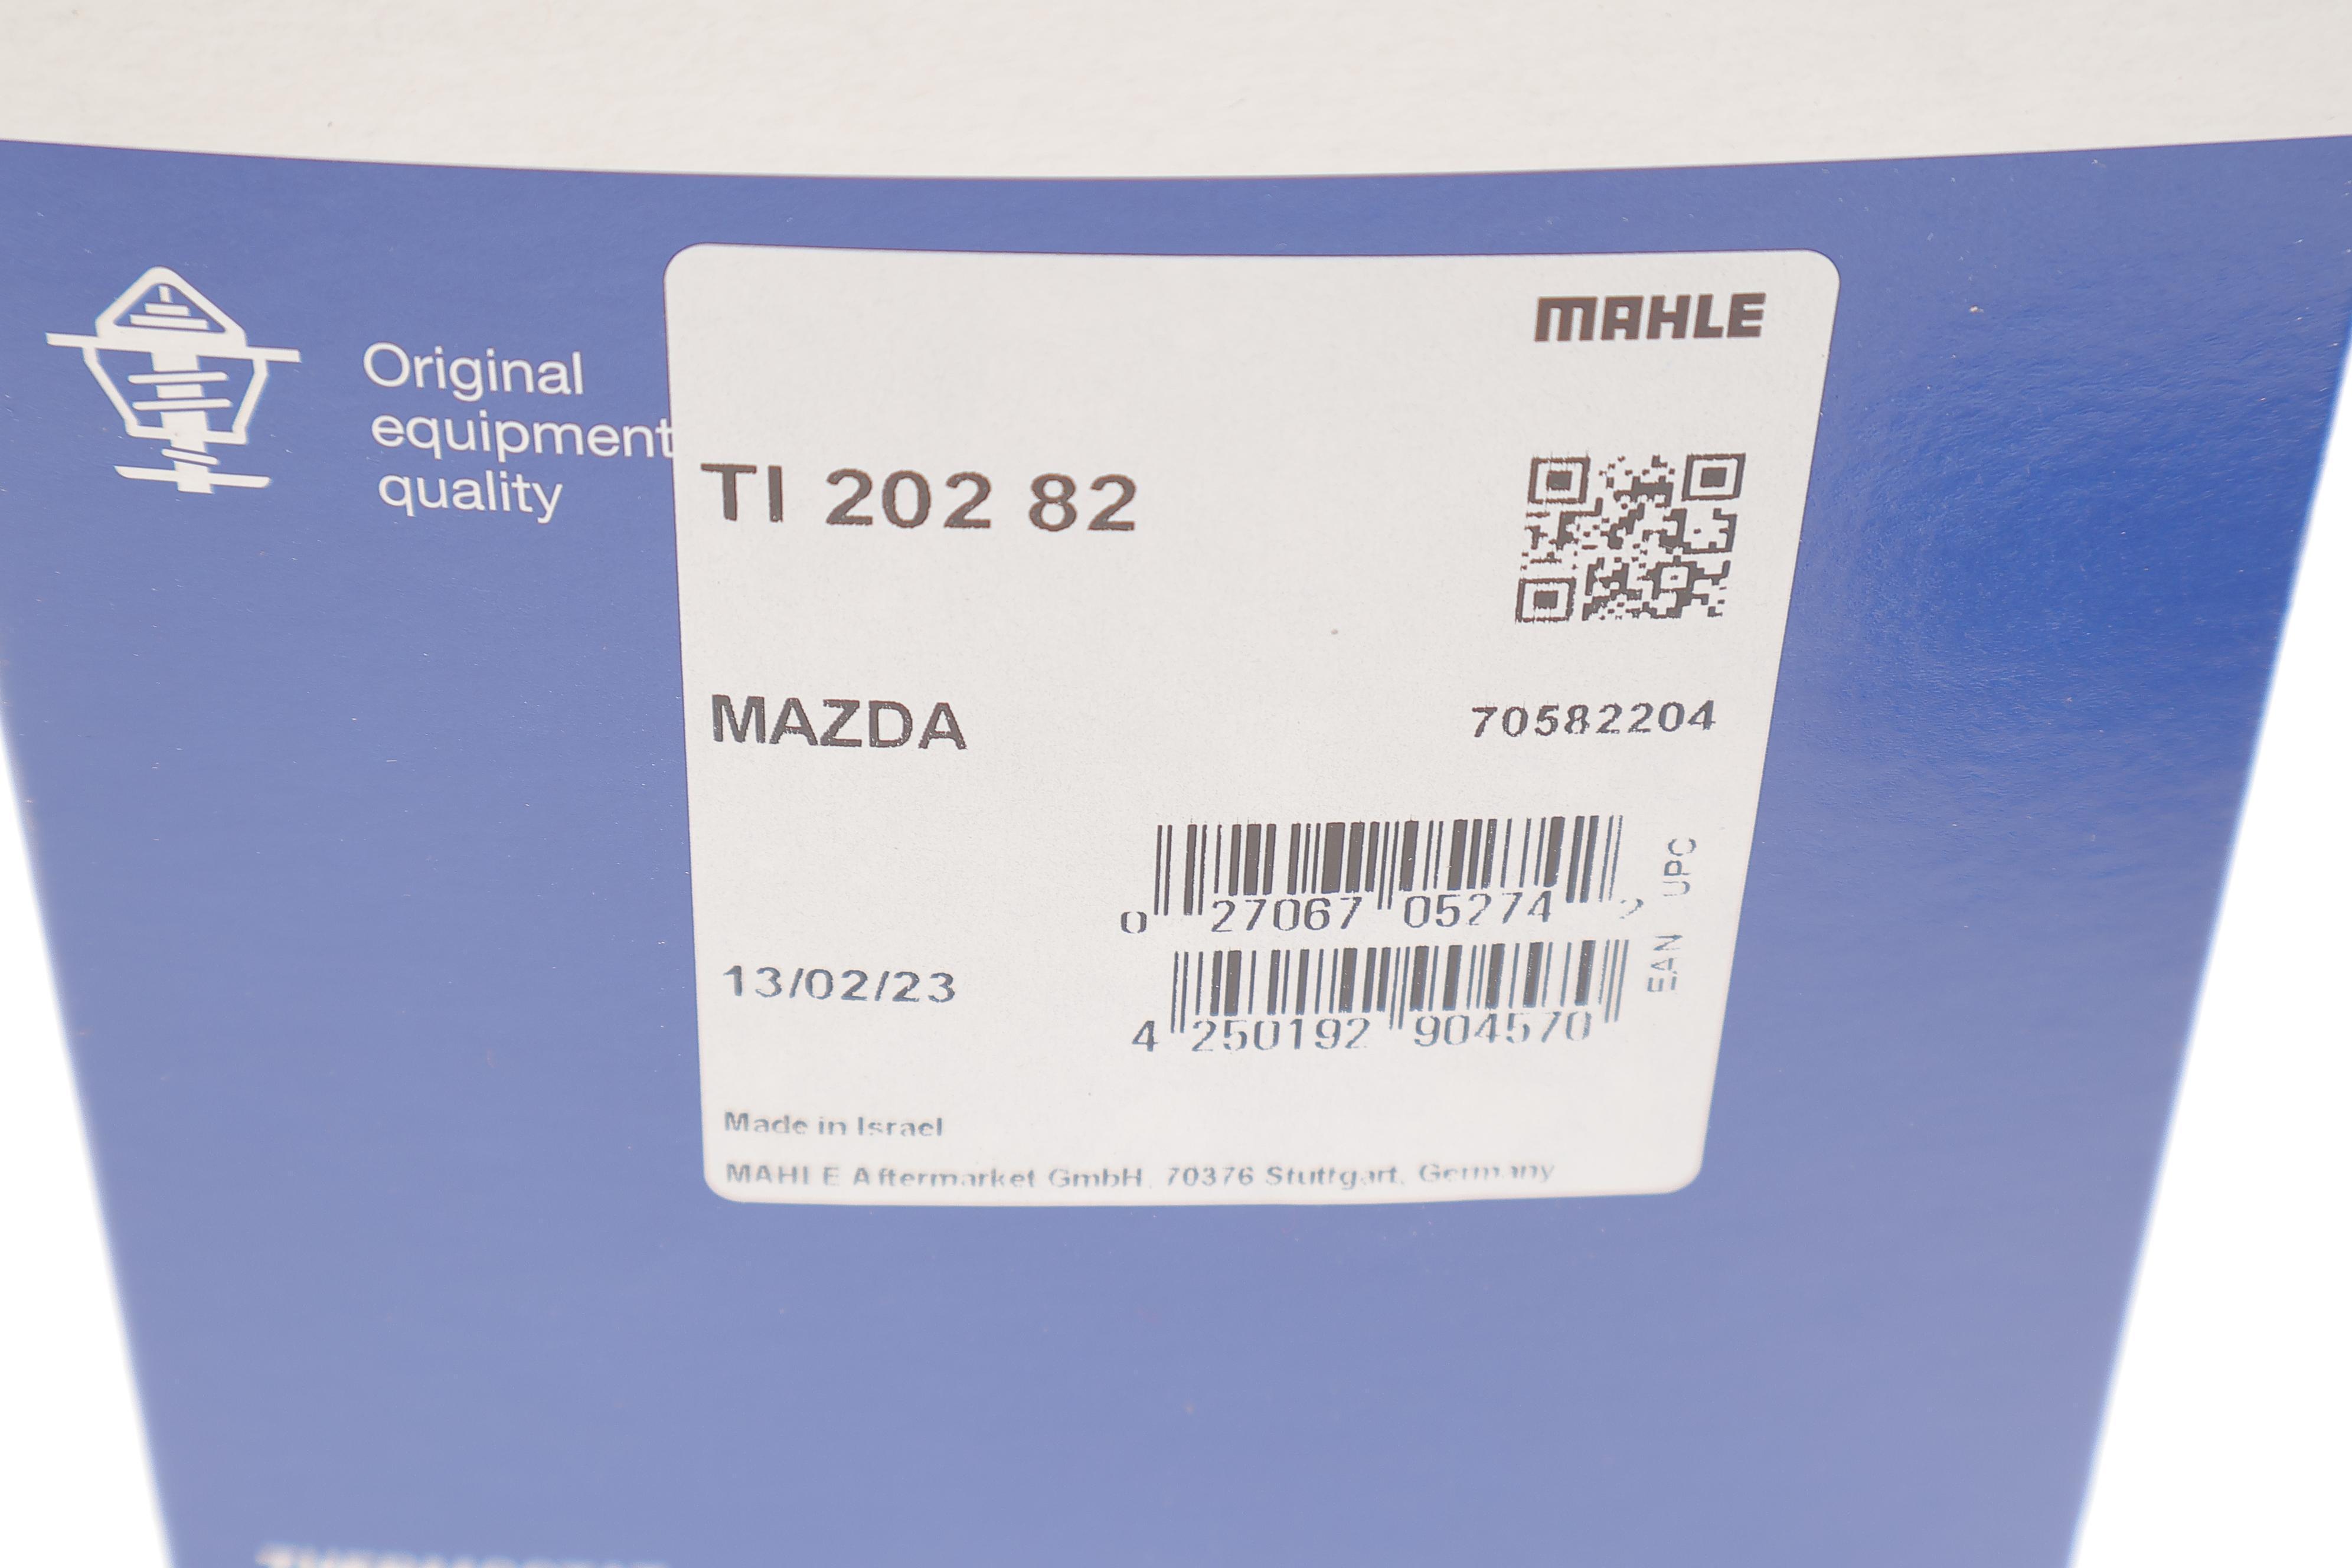 Original
equipment
quality
MAHLE
TI 202 82
MAZDA
70582204
0 27067 05274 2
UPC
13/02/23
4 250192 904570
EAN
Made in Israel
MAHLE Aftermarket GmbH, 70376 Stuttgart, Germany